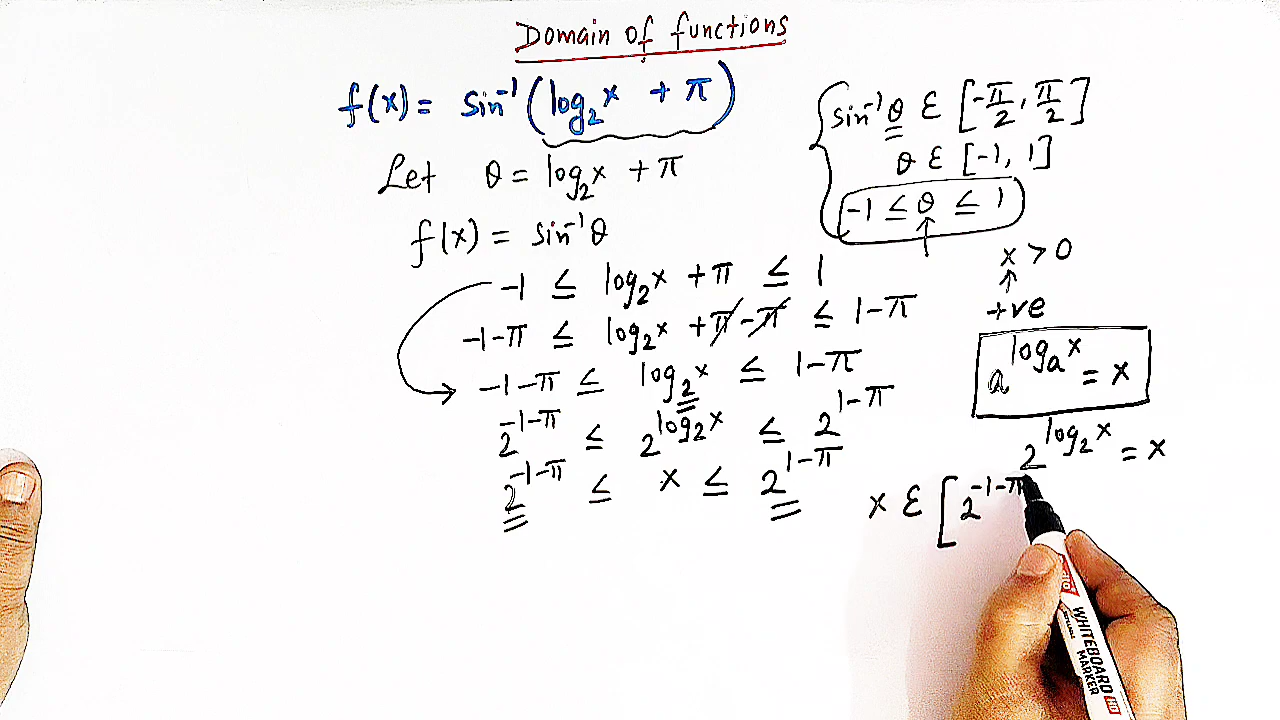 Domain of functions
f(x) = sin⁻¹(log₂x + π)
Let θ = log₂x + π
f(x) = sin⁻¹θ
-1 ≤ log₂x + π ≤ 1
-1-π ≤ log₂x + π - π ≤ 1-π
-1-π ≤ log₂x ≤ 1-π
2^(-1-π) ≤ 2^(log₂x) ≤ 2^(1-π)
2^(-1-π) ≤ x ≤ 2^(1-π)
sin⁻¹θ ε [-π/2, π/2]
θ ε [-1, 1]
-1 ≤ θ ≤ 1
x > 0
+ve
a^(logₐx) = x
2^(log₂x) = x
x ε [2^(-1-π)
WHITEBOARD
MARKER